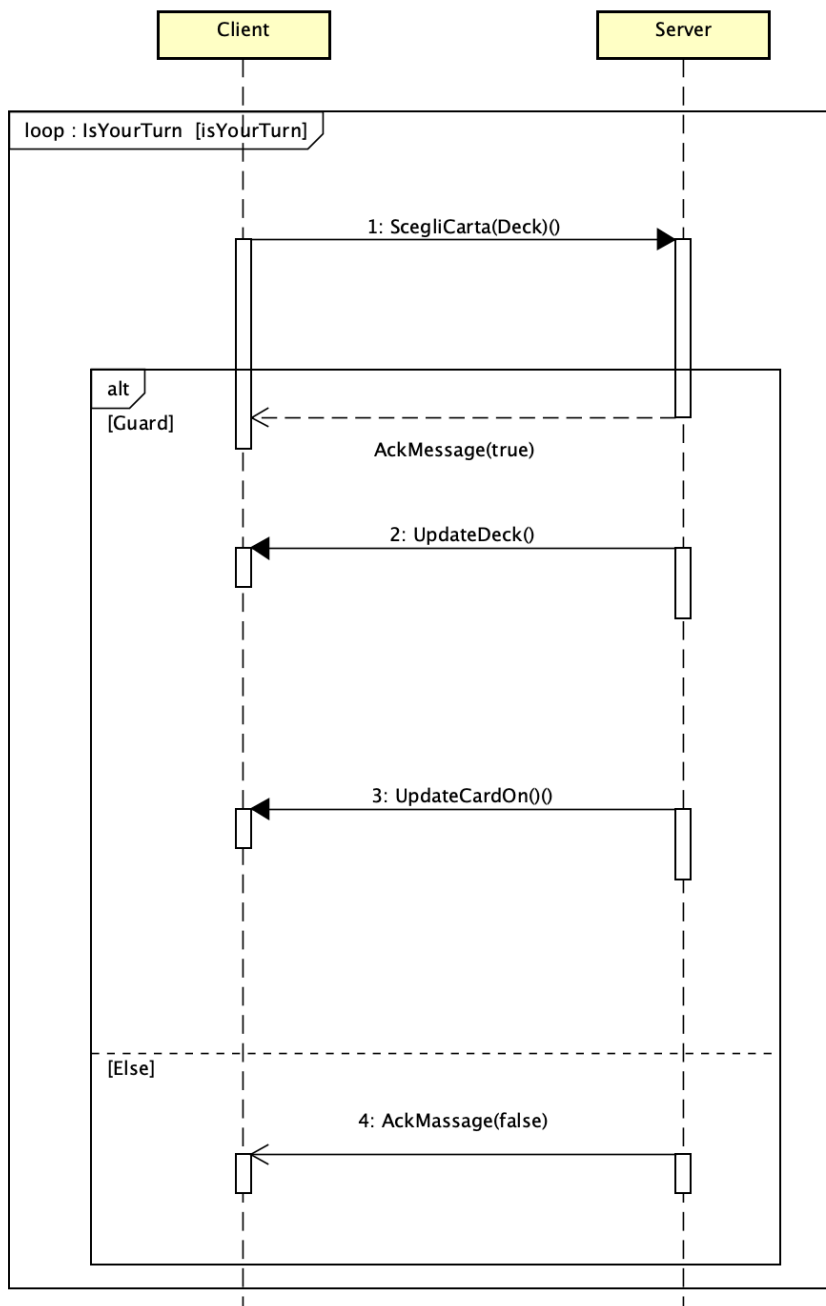 Client
Server
loop : IsYourTurn [isYourTurn]
1: ScegliCarta(Deck)()
alt
[Guard]
AckMessage(true)
2: UpdateDeck()
3: UpdateCardOn()()
[Else]
4: AckMassage(false)